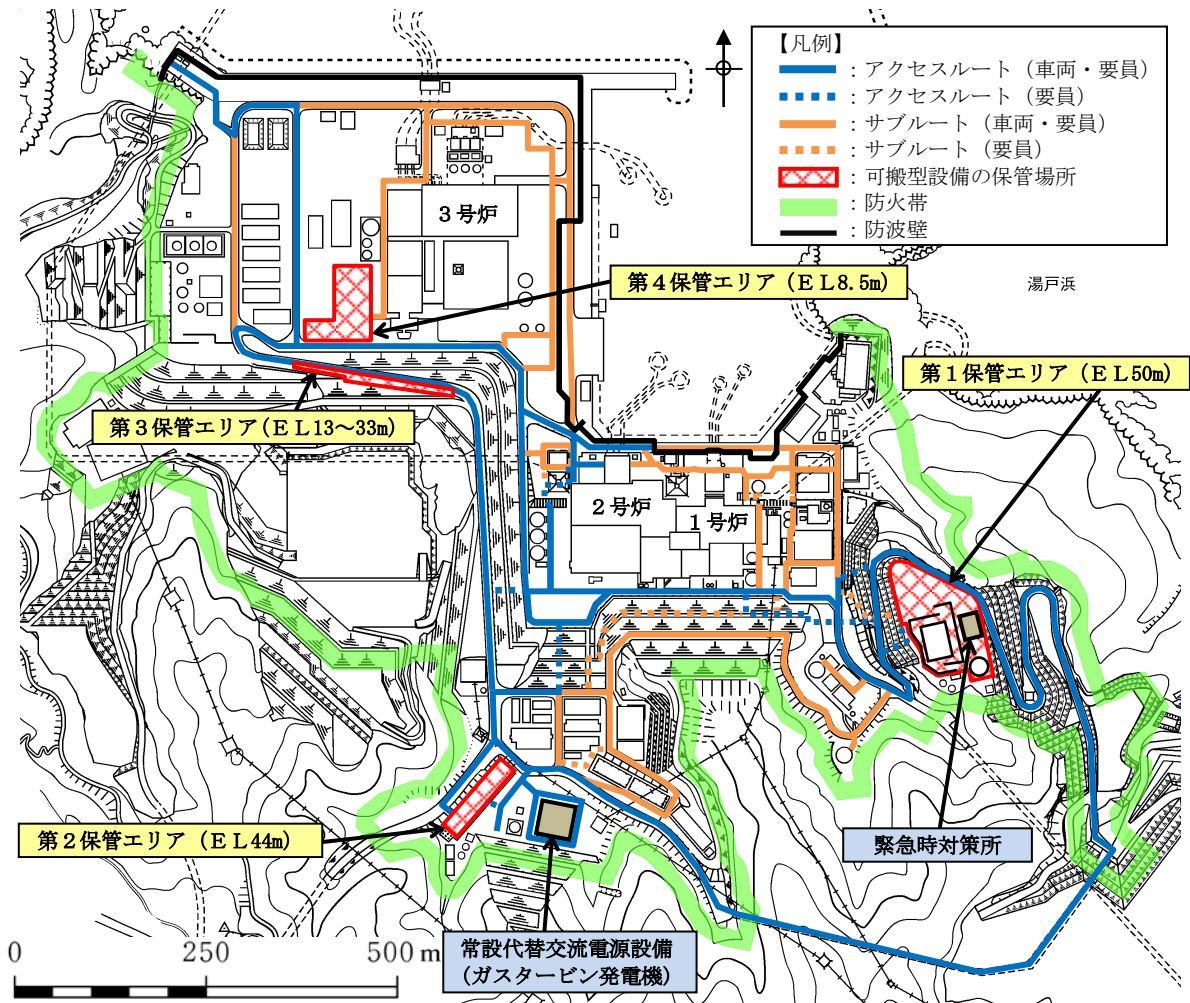 【凡例】
：アクセスルート（車両・要員）
：アクセスルート（要員）
：サブルート（車両・要員）
：サブルート（要員）
：可搬型設備の保管場所
：防火帯
：防波壁
3号炉
第４保管エリア（ＥＬ8.5m）
湯戸浜
第１保管エリア（ＥＬ50m）
第３保管エリア(ＥＬ13～33m)
2号炉
1号炉
第２保管エリア（ＥＬ44m）
緊急時対策所
常設代替交流電源設備
(ガスタービン発電機)
0 250 500 m